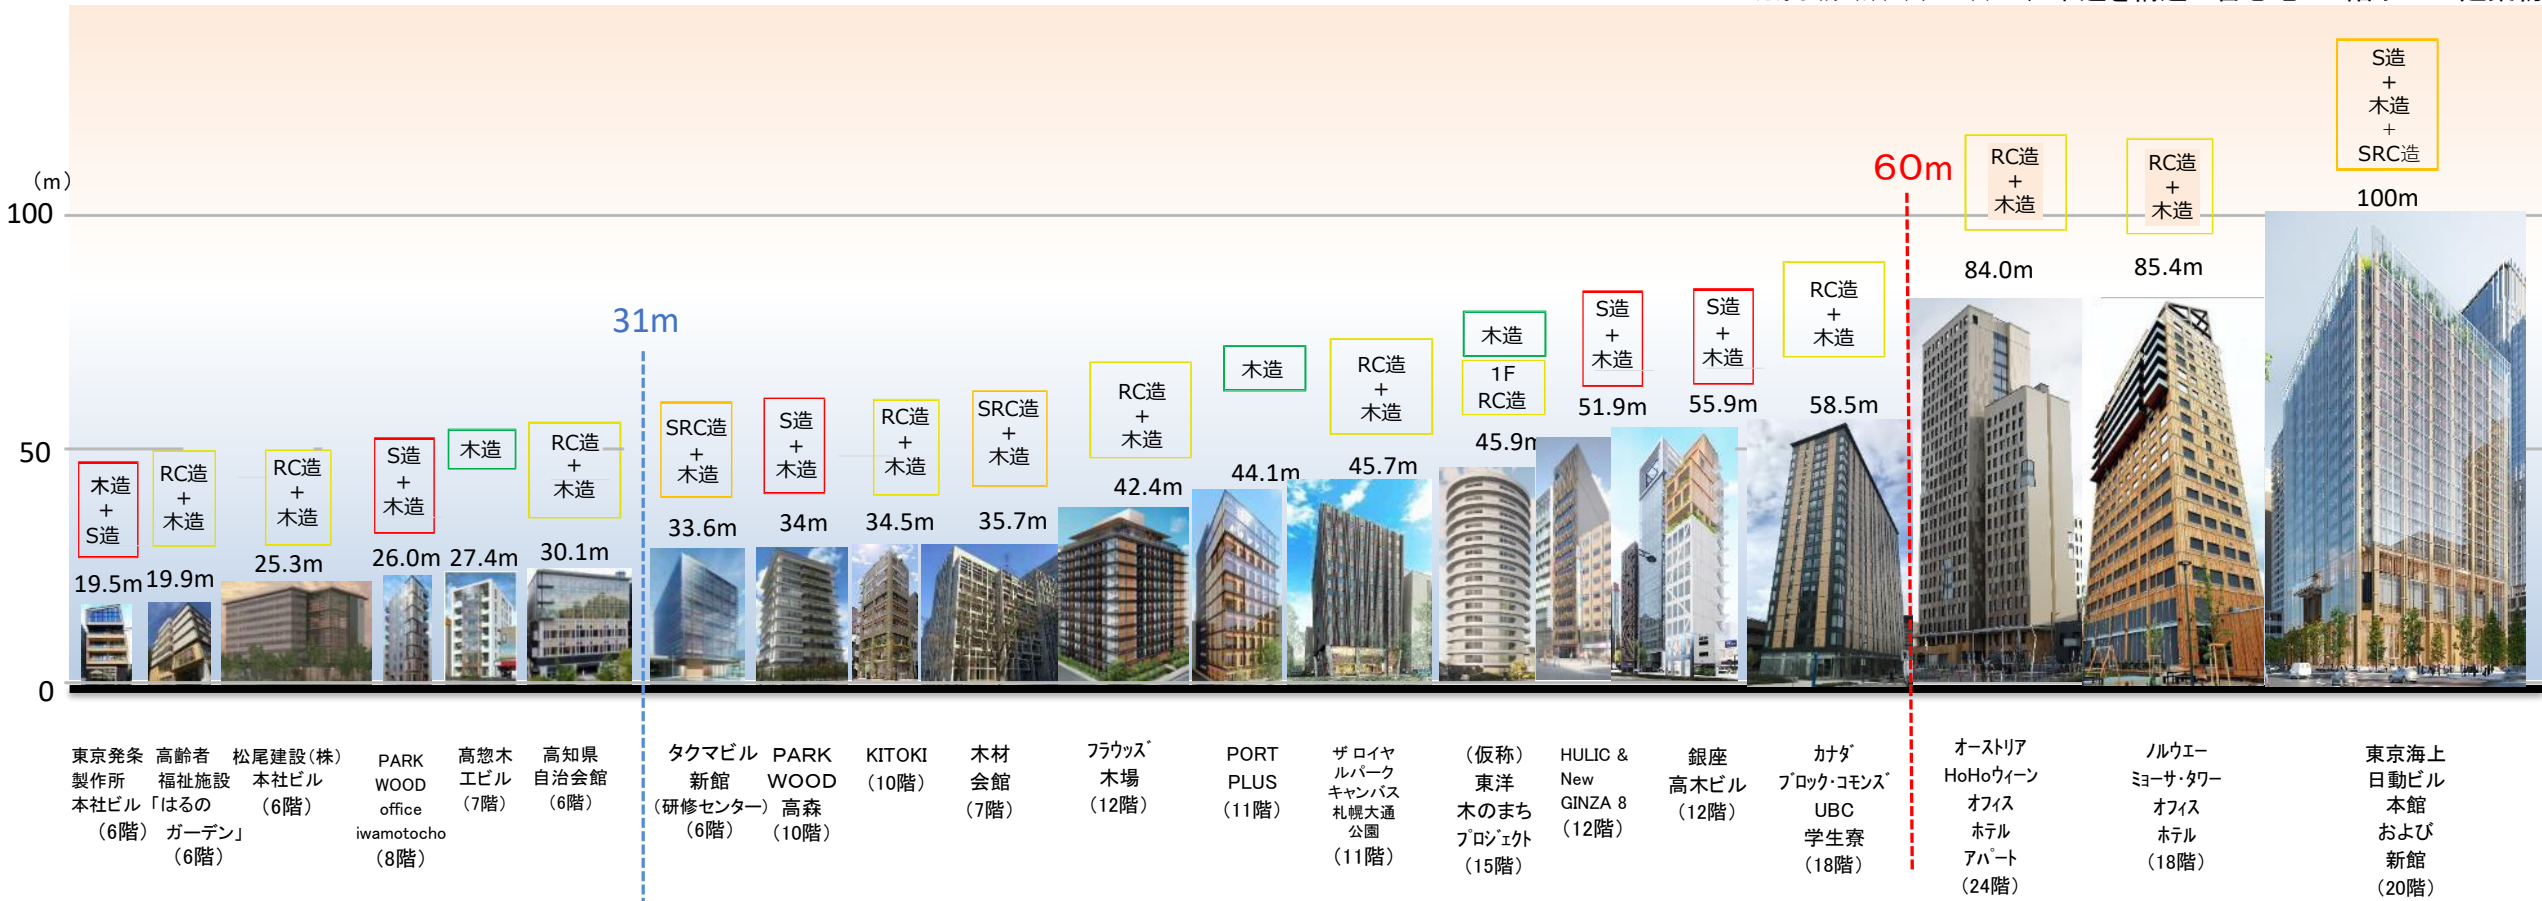 （m）
100
50
0
31m
60m
木造
+
S造
19.5m
RC造
+
木造
19.9m
RC造
+
木造
25.3m
S造
+
木造
26.0m
木造
27.4m
RC造
+
木造
30.1m
SRC造
+
木造
33.6m
S造
+
木造
34m
RC造
+
木造
34.5m
SRC造
+
木造
35.7m
RC造
+
木造
42.4m
木造
44.1m
RC造
+
木造
45.7m
木造
1F
RC造
45.9m
S造
+
木造
51.9m
S造
+
木造
55.9m
RC造
+
木造
58.5m
RC造
+
木造
84.0m
RC造
+
木造
85.4m
S造
+
木造
+
SRC造
100m
東京発条
製作所
本社ビル
（6階）
高齢者
福祉施設
「はるの
ガーデン」
（6階）
松尾建設（株）
本社ビル
（6階）
PARK
WOOD
office
iwamotocho
（8階）
髙惣木
工ビル
（7階）
高知県
自治会館
（6階）
タクマビル
新館
（研修センター）
（6階）
PARK
WOOD
高森
（10階）
KITOKI
（10階）
木材
会館
（7階）
フラウッズ
木場
（12階）
PORT
PLUS
（11階）
ザ ロイヤ
ルパーク
キャンバス
札幌大通
公園
（11階）
（仮称）
東洋
木のまち
プロジェクト
（15階）
HULIC &
New
GINZA 8
（12階）
銀座
高木ビル
（12階）
カナダ
ブロック・コモンズ
UBC
学生寮
（18階）
オーストリア
HoHoウィーン
オフィス
ホテル
アパート
（24階）
ノルウエー
ミョーサ・タワー
オフィス
ホテル
（18階）
東京海上
日動ビル
本館
および
新館
（20階）